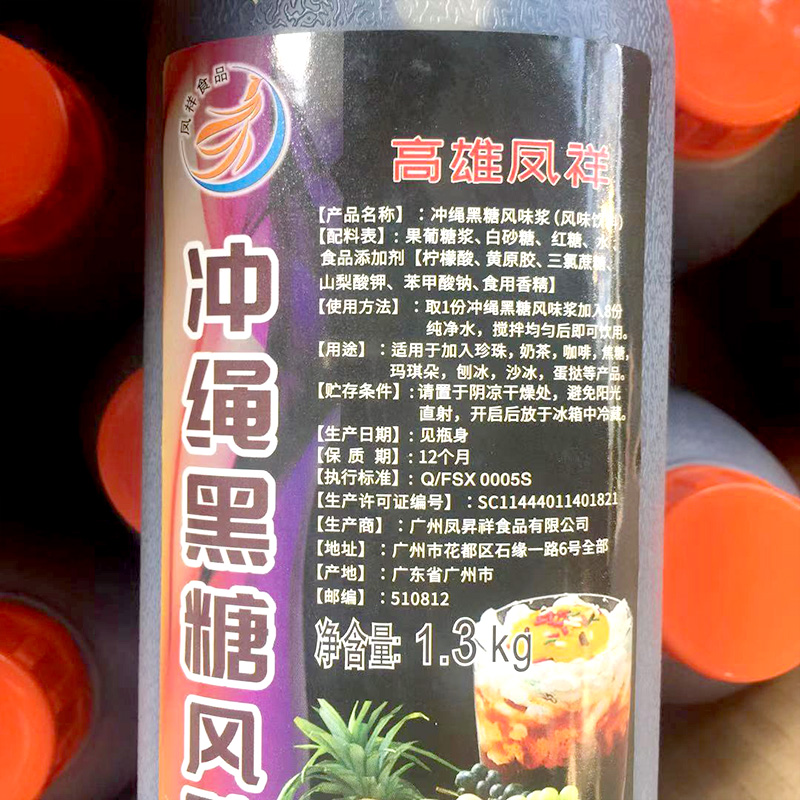 凤祥食品
高雄凤祥
冲绳黑糖风
【产品名称】：冲绳黑糖风味浆(风味饮料)
【配料表】：果葡糖浆、白砂糖、红糖、水、
食品添加剂【柠檬酸、黄原胶、三氯蔗糖、
山梨酸钾、苯甲酸钠、食用香精】
【使用方法】：取1份冲绳黑糖风味浆加入8份
纯净水，搅拌均匀后即可饮用。
【用途】：适用于加入珍珠，奶茶，咖啡，焦糖，
玛琪朵，刨冰，沙冰，蛋挞等产品。
【贮存条件】：请置于阴凉干燥处，避免阳光
直射，开启后放于冰箱中冷藏。
【生产日期】：见瓶身
【保 质 期】：12个月
【执行标准】：Q/FSX 0005S
【生产许可证编号】：SC11444011401821
【生产商】：广州凤昇祥食品有限公司
【地址】：广州市花都区石缘一路6号全部
【产地】：广东省广州市
【邮编】：510812
净含量：1.3 kg